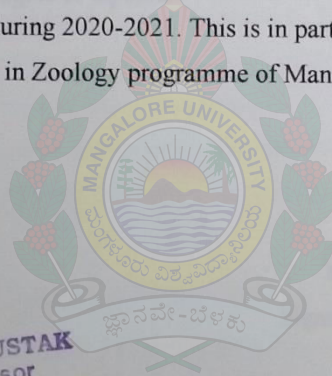 uring 2020-2021. This is in part
in Zoology programme of Man
MANGALORE UNIVERSITY
ಮಂಗಳೂರು ವಿಶ್ವವಿದ್ಯಾನಿಲಯ
ಜ್ಞಾನವೇ-ಬೆಳಕು
USTAK
sor